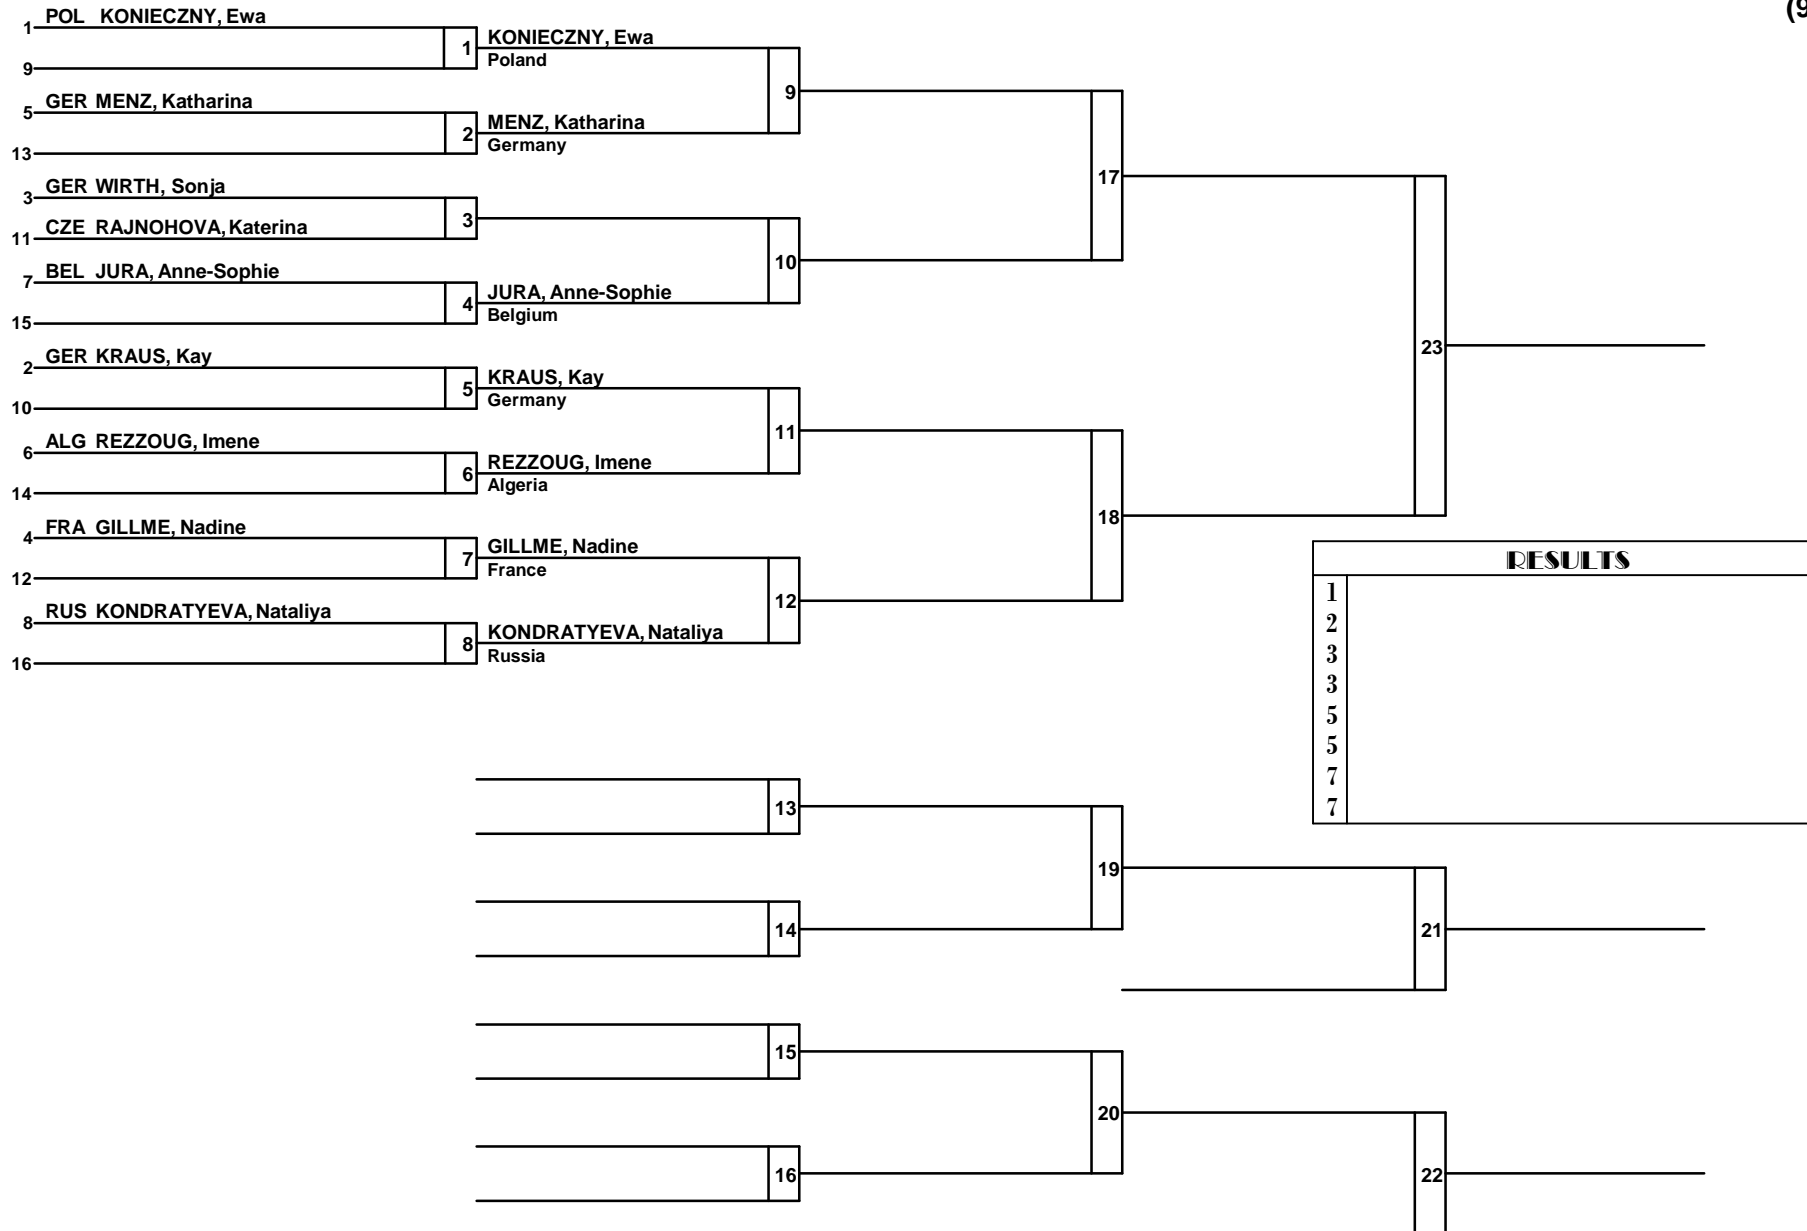 (9
1 POL KONIECZNY, Ewa
1 KONIECZNY, Ewa
9
Poland
9
5 GER MENZ, Katharina
2 MENZ, Katharina
13
Germany
17
3 GER WIRTH, Sonja
3
11 CZE RAJNOHOVA, Katerina
10
7 BEL JURA, Anne-Sophie
4 JURA, Anne-Sophie
15
Belgium
23
2 GER KRAUS, Kay
5 KRAUS, Kay
10
Germany
11
6 ALG REZZOUG, Imene
6 REZZOUG, Imene
14
Algeria
18
4 FRA GILLME, Nadine
7 GILLME, Nadine
12
France
12
8 RUS KONDRATYEVA, Nataliya
8 KONDRATYEVA, Nataliya
16
Russia
RESULTS
1
2
3
3
5
5
7
7
13
19
14
21
15
20
16
22